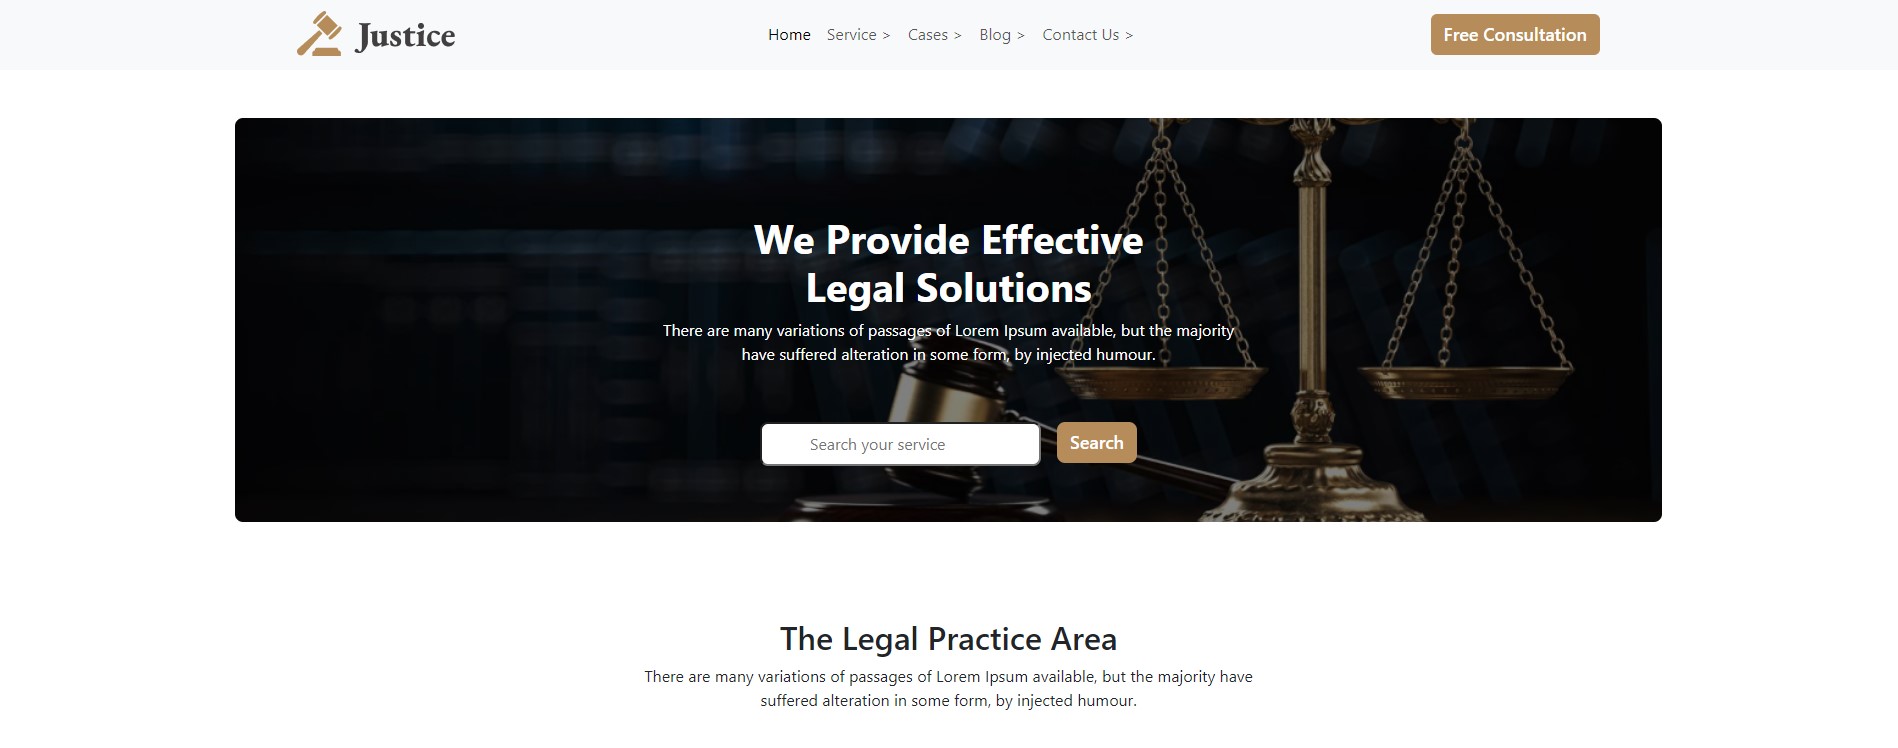 Justice
Home Service > Cases > Blog > Contact Us >
Free Consultation
We Provide Effective
Legal Solutions
There are many variations of passages of Lorem Ipsum available, but the majority
have suffered alteration in some form, by injected humour.
Search your service
Search
The Legal Practice Area
There are many variations of passages of Lorem Ipsum available, but the majority have
suffered alteration in some form, by injected humour.